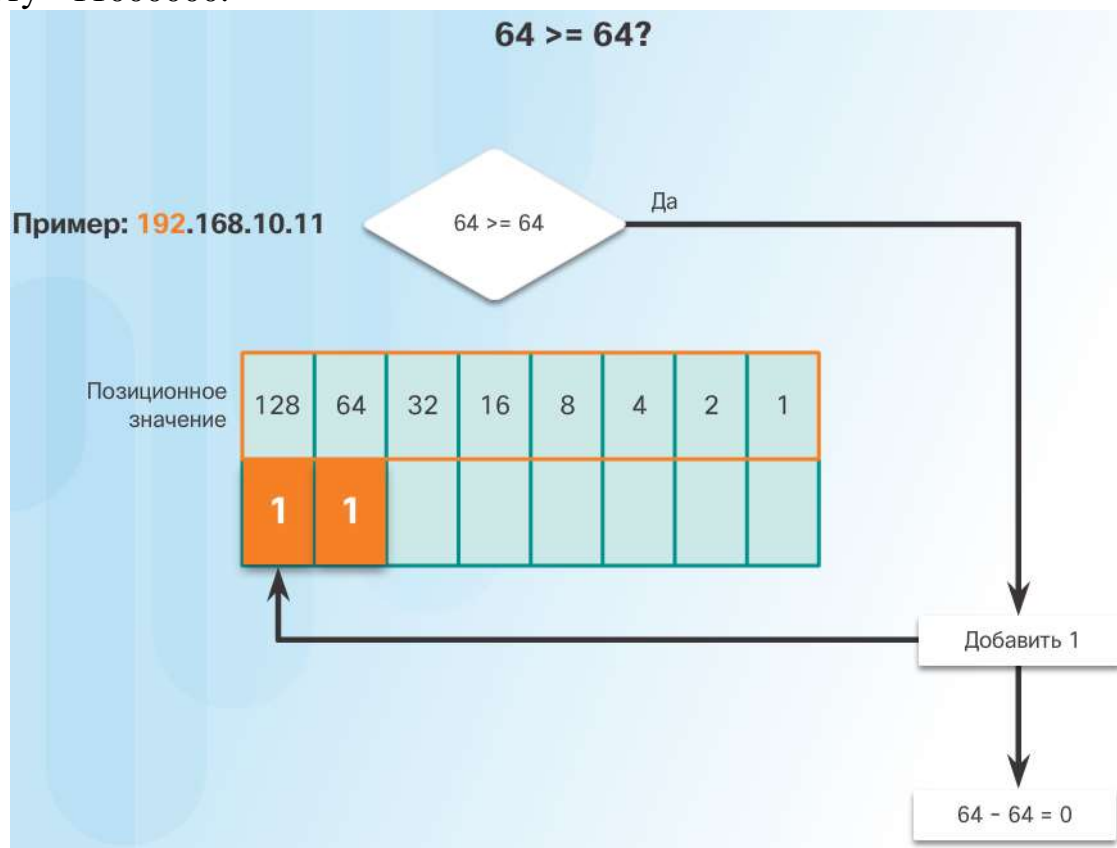 64 >= 64?
Да
Пример: 192.168.10.11
64 >= 64
Позиционное
значение
128 64 32 16 8 4 2 1
1 1
Добавить 1
64 - 64 = 0